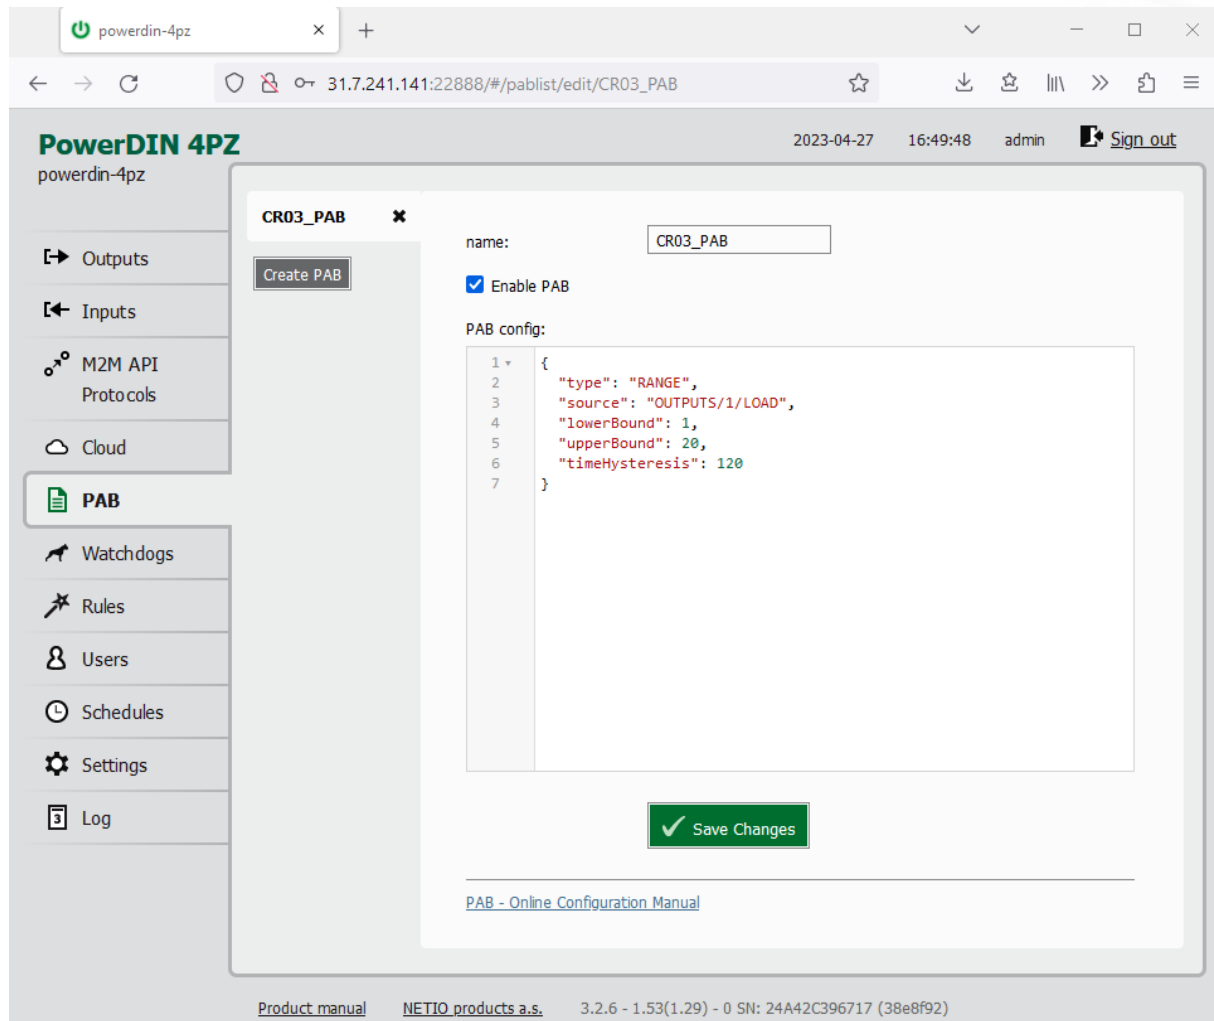 powerdin-4pz
31.7.241.141:22888/#/pablist/edit/CR03_PAB
PowerDIN 4PZ
powerdin-4pz
2023-04-27 16:49:48 admin Sign out
Outputs
Inputs
M2M API
Protocols
Cloud
PAB
Watchdogs
Rules
Users
Schedules
Settings
3 Log
CR03_PAB
Create PAB
name: CR03_PAB
Enable PAB
PAB config:
1 {
2 "type": "RANGE",
3 "source": "OUTPUTS/1/LOAD",
4 "lowerBound": 1,
5 "upperBound": 20,
6 "timeHysteresis": 120
7 }
Save Changes
PAB - Online Configuration Manual
Product manual NETIO products a.s. 3.2.6 - 1.53(1.29) - 0 SN: 24A42C396717 (38e8f92)